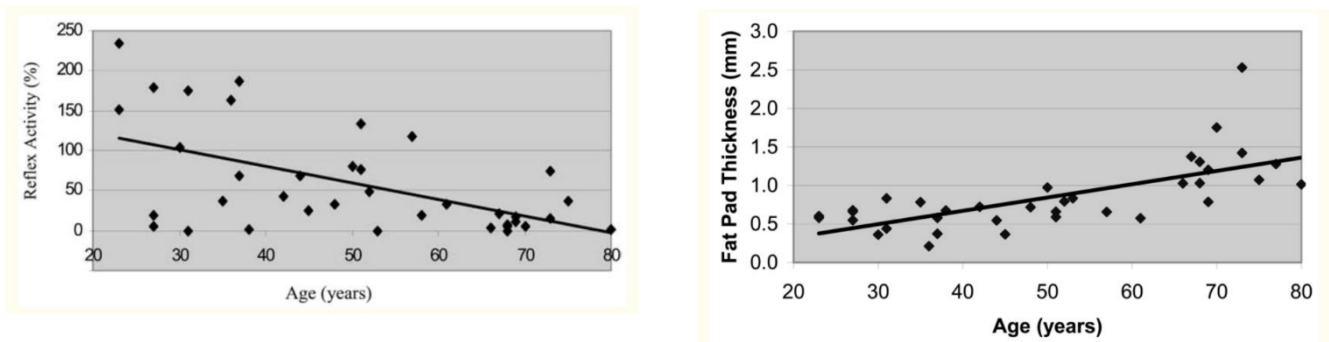 250
200
150
100
50
0
Reflex Activity (%)
20 30 40 50 60 70 80
Age (years)
3.0
2.5
2.0
1.5
1.0
0.5
0.0
Fat Pad Thickness (mm)
20 30 40 50 60 70 80
Age (years)